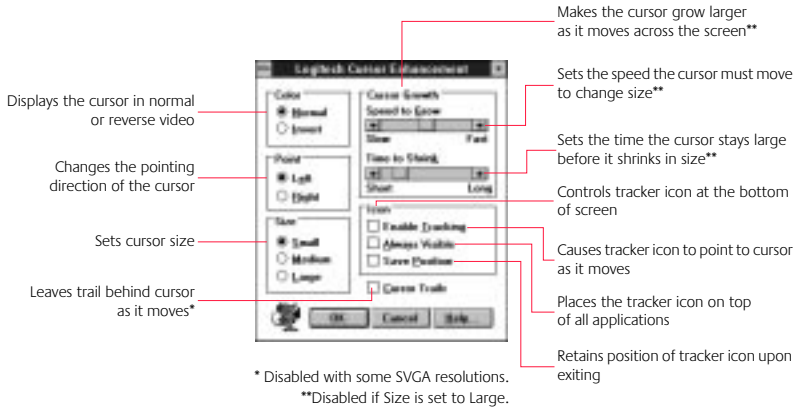 Makes the cursor grow larger
as it moves across the screen**
Logitech Cursor Enhancement
Displays the cursor in normal
or reverse video
Color
Normal
Invert
Cursor Growth
Speed to Grow
Slow Fast
Time to Shrink
Short Long
Sets the speed the cursor must move
to change size**
Sets the time the cursor stays large
before it shrinks in size**
Changes the pointing
direction of the cursor
Point
Left
Right
Controls tracker icon at the bottom
of screen
Icon
Enable Tracking
Always Visible
Save Position
Sets cursor size
Size
Small
Medium
Large
Causes tracker icon to point to cursor
as it moves
Leaves trail behind cursor
as it moves*
Cursor Trails
Places the tracker icon on top
of all applications
OK Cancel Help...
Retains position of tracker icon upon
exiting
* Disabled with some SVGA resolutions.
**Disabled if Size is set to Large.